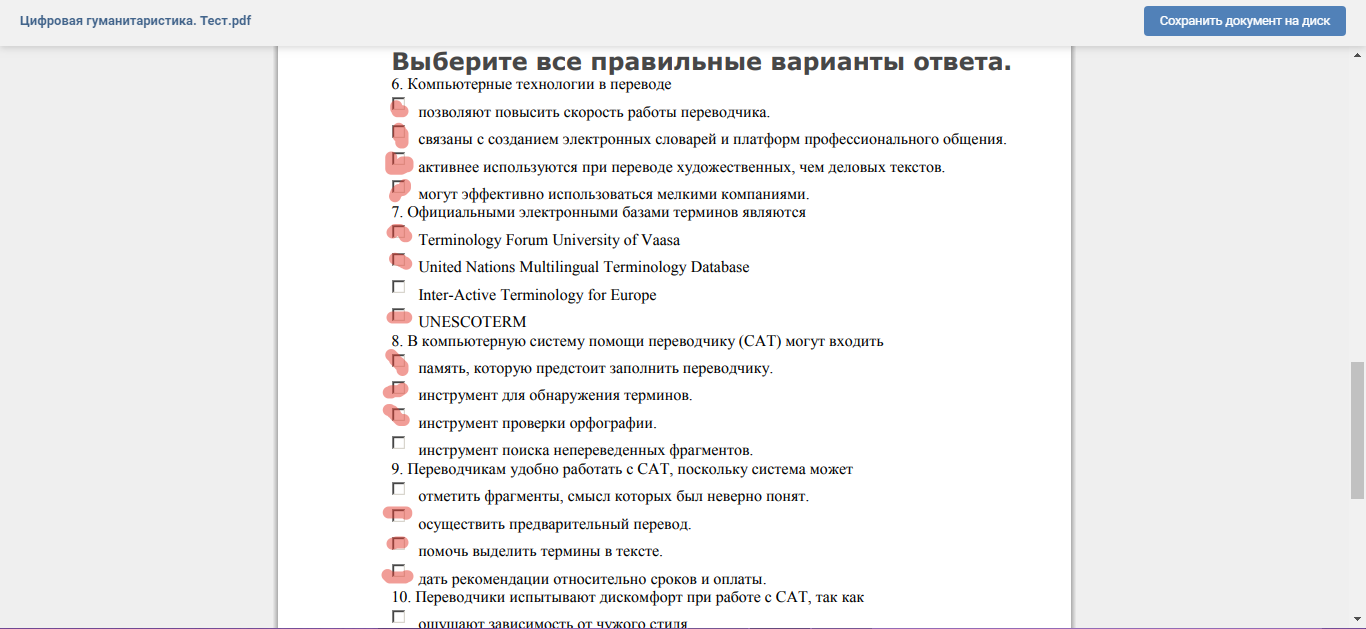 Цифровая гуманитаристика. Тест.pdf
Сохранить документ на диск
Выберите все правильные варианты ответа.
6. Компьютерные технологии в переводе
позволяют повысить скорость работы переводчика.
связаны с созданием электронных словарей и платформ профессионального общения.
активнее используются при переводе художественных, чем деловых текстов.
могут эффективно использоваться мелкими компаниями.
7. Официальными электронными базами терминов являются
Terminology Forum University of Vaasa
United Nations Multilingual Terminology Database
Inter-Active Terminology for Europe
UNESCOTERM
8. В компьютерную систему помощи переводчику (CAT) могут входить
память, которую предстоит заполнить переводчику.
инструмент для обнаружения терминов.
инструмент проверки орфографии.
инструмент поиска непереведенных фрагментов.
9. Переводчикам удобно работать с CAT, поскольку система может
отметить фрагменты, смысл которых был неверно понят.
осуществить предварительный перевод.
помочь выделить термины в тексте.
дать рекомендации относительно сроков и оплаты.
10. Переводчики испытывают дискомфорт при работе с CAT, так как
ощущают зависимость от чужого стиля